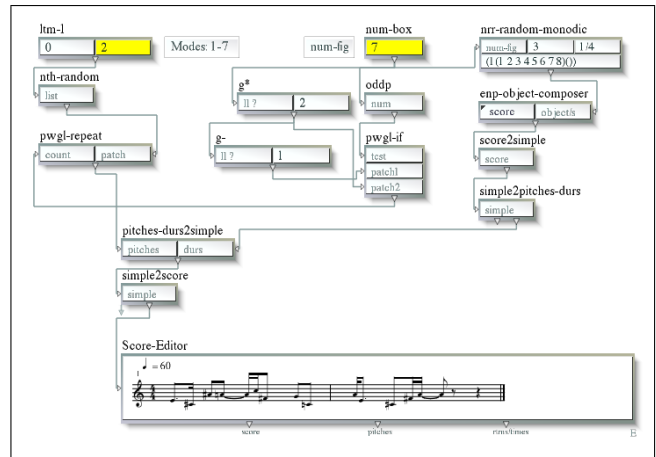 ltm-1
0 2
Modes: 1-7
num-fig
num-box
7
nrr-random-monodic
num-fig 3 1/4
(1(1 2 3 4 5 6 7 8)())
nth-random
list
g*
ll ? 2
oddp
num
enp-object-composer
score object/s
pwgl-repeat
count patch
g-
ll ? 1
pwgl-if
test
patch1
patch2
score2simple
score
simple2pitches-durs
simple
pitches-durs2simple
pitches durs
simple2score
simple
Score-Editor
= 60
1
score pitches
E